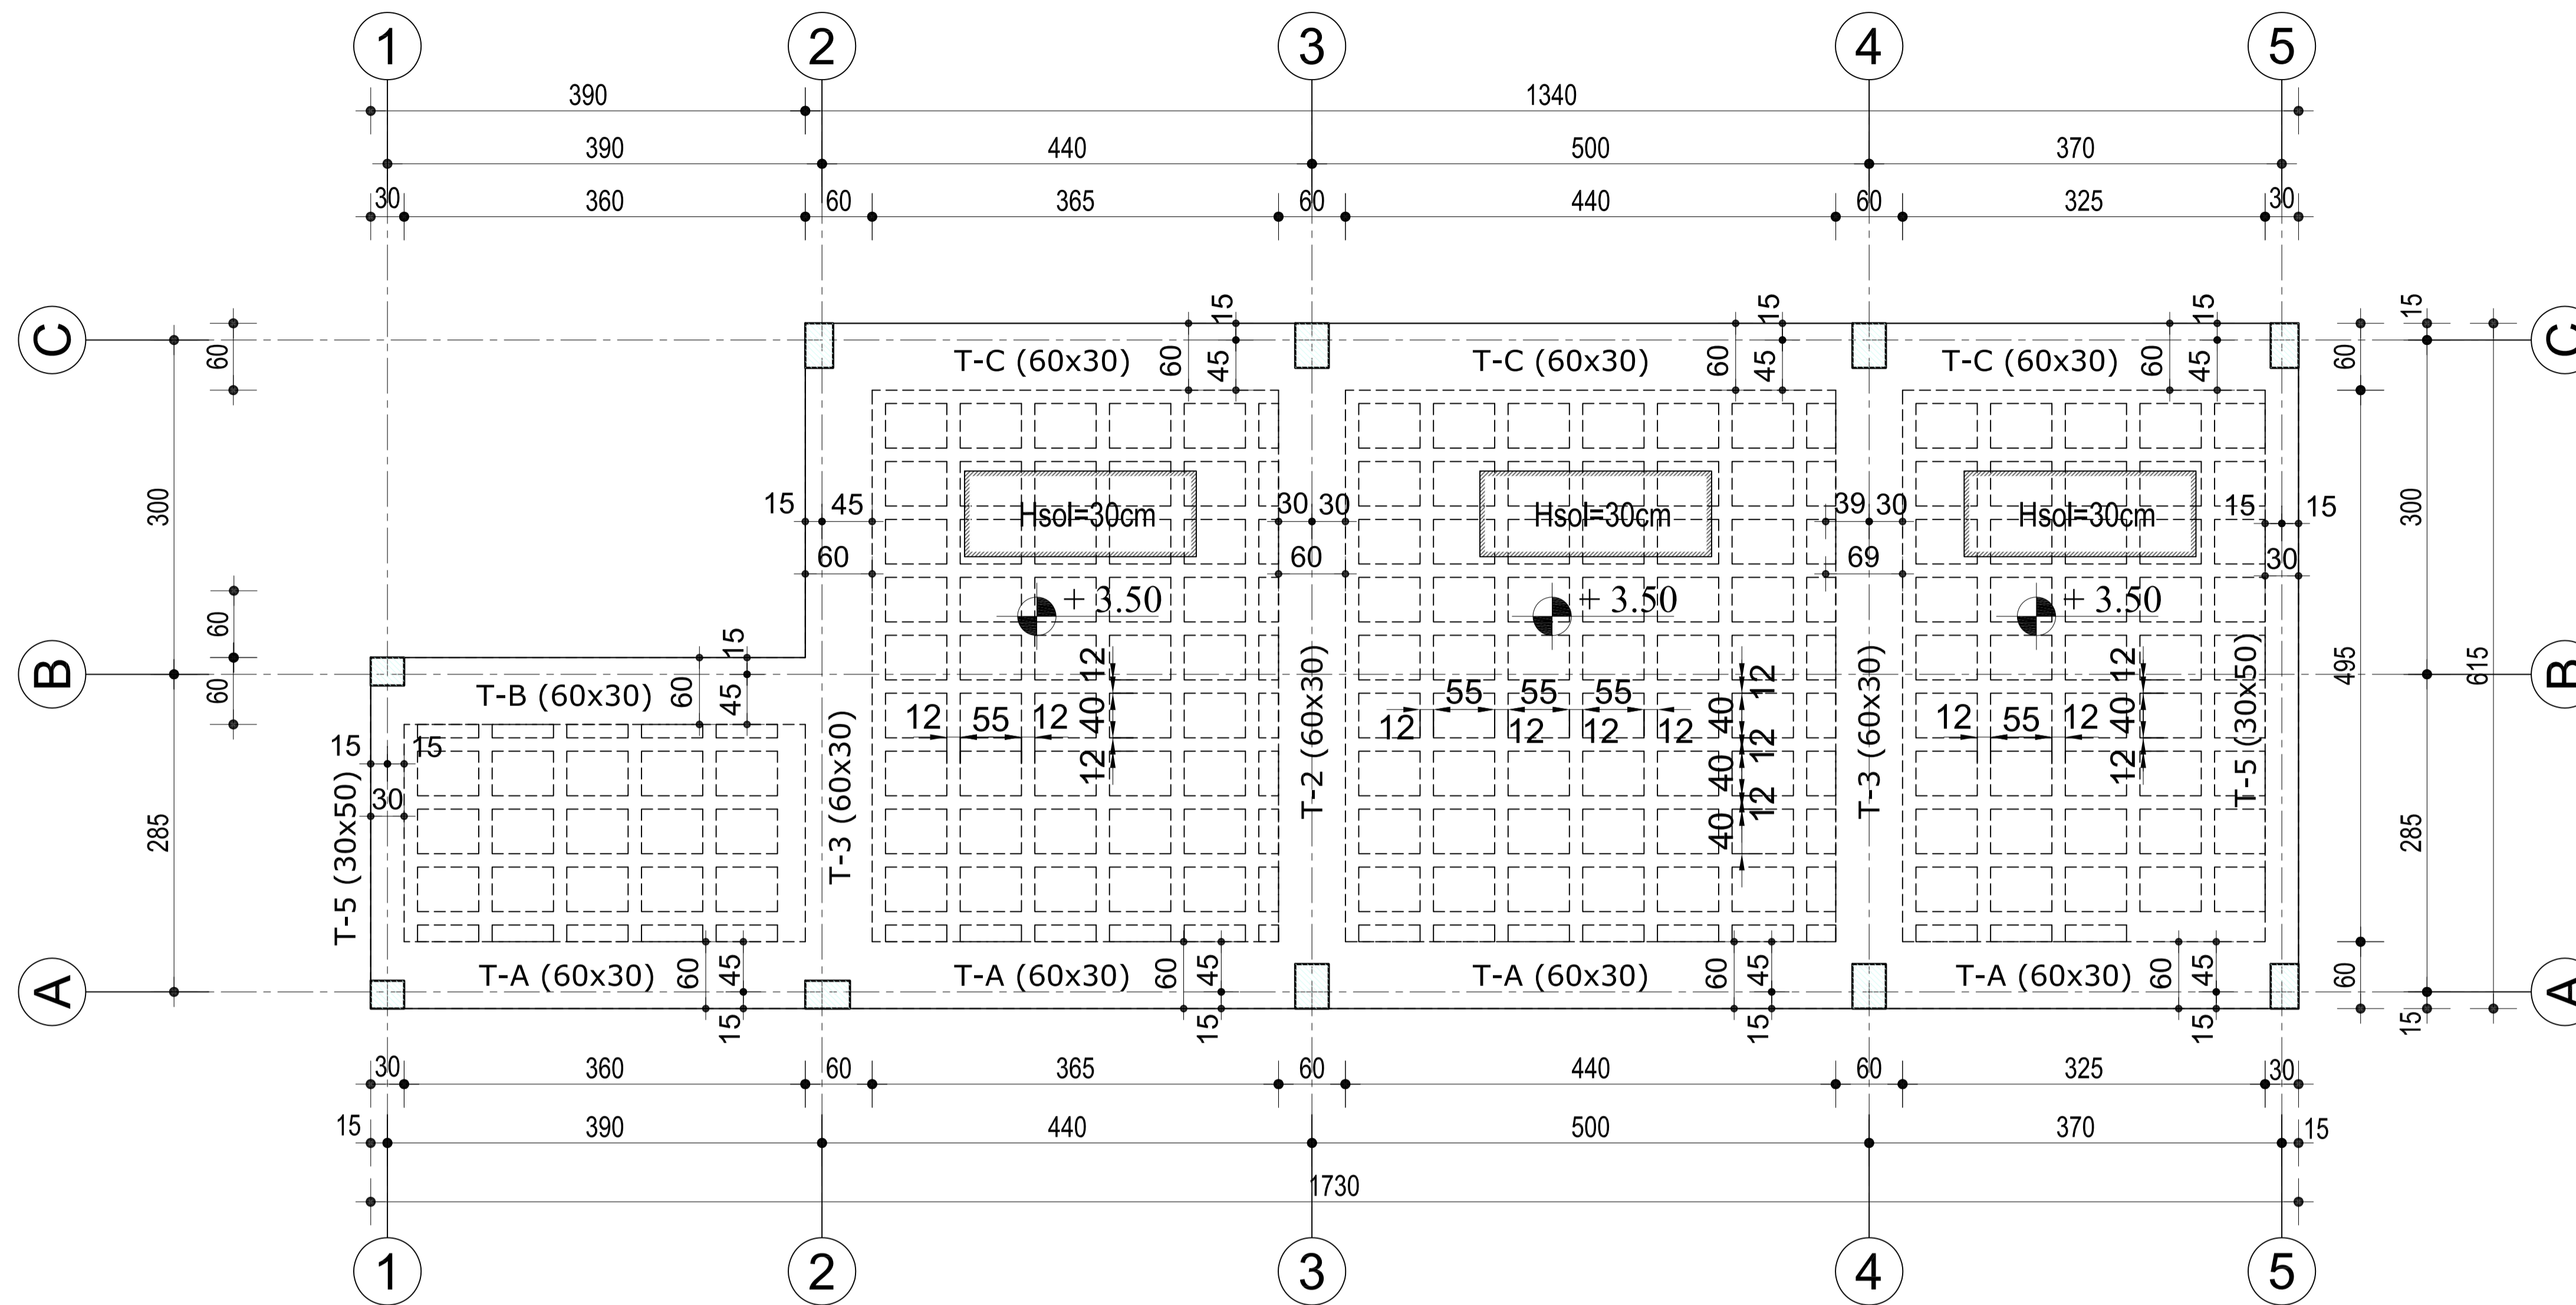 1 2 3 4 5
390 1340
390 440 500 370
30 360 60 365 60 440 60 325 30
C 60 15 15 15 15 60 C
T-C (60x30) 60 45 T-C (60x30) 60 45 T-C (60x30) 60 45
300 15 45 30 30 39 30 15 15 300
Hsol=30cm Hsol=30cm Hsol=30cm
60 60 69 30
+ 3.50 + 3.50 + 3.50
60 15
B 60 495 615 B
T-B (60x30) 60 45
12 40 12
12 55 12
55 55 55
12 12 12 12
12 40 12 40 12 40
12 55 12
12 40 12
15 15
30
T-5 (30x50) T-3 (60x30) T-2 (60x30) T-3 (60x30) T-5 (30x50)
285 285
T-A (60x30) 60 45 T-A (60x30) 60 45 T-A (60x30) 60 45 T-A (60x30) 60 45 60
A 15 15 15 15 15 A
30 360 60 365 60 440 60 325 30
15 390 440 500 370 15
1730
1 2 3 4 5